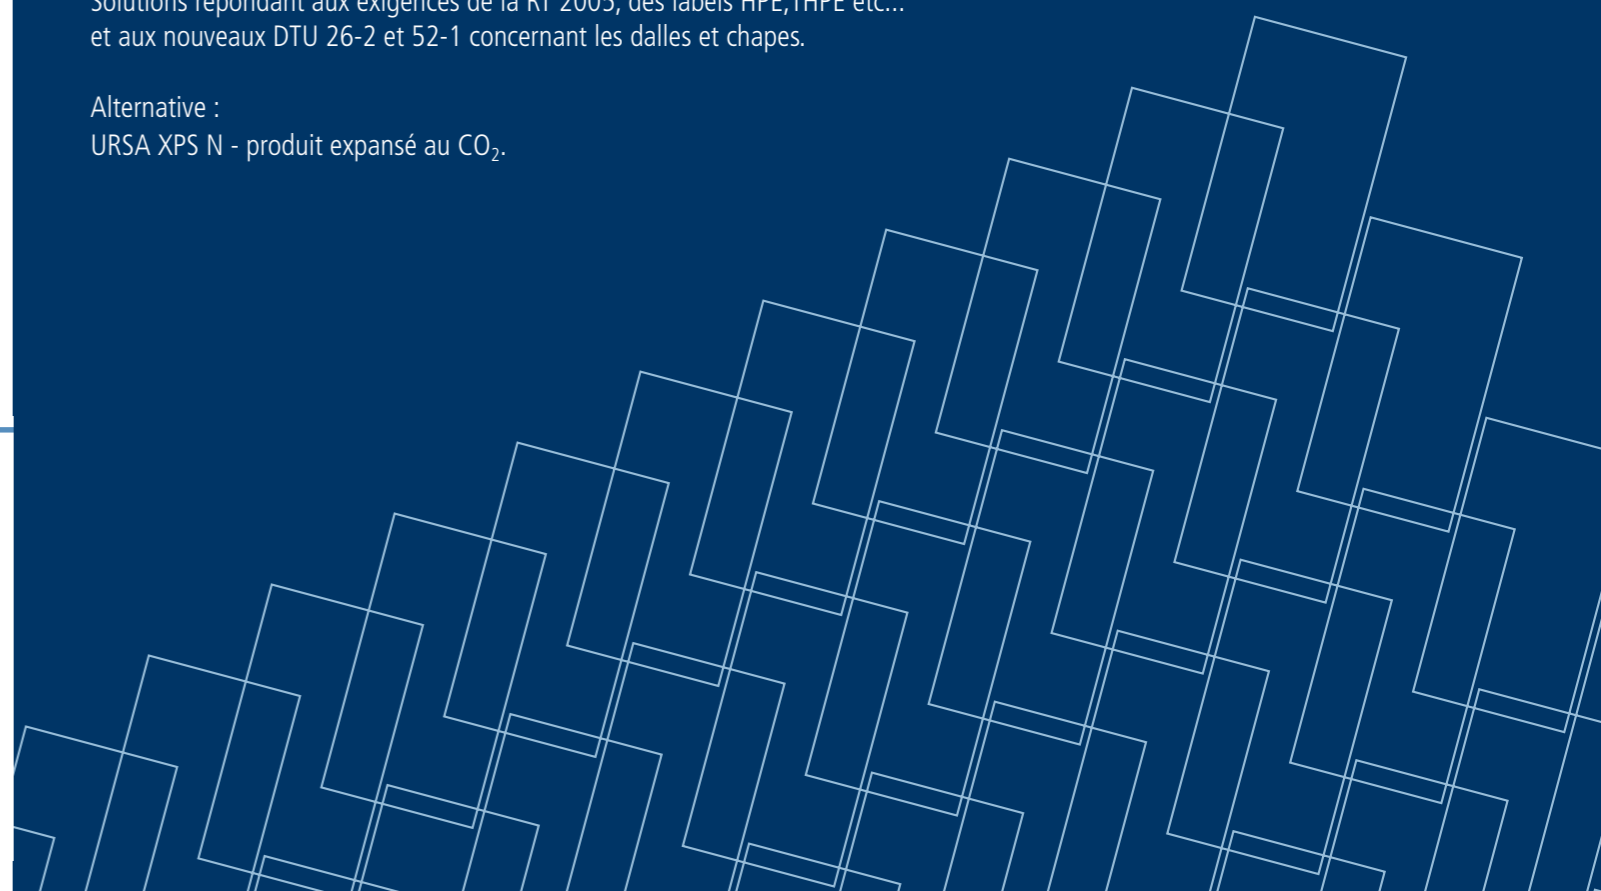 Solutions répondant aux exigences de la RT 2005, des labels HPE,THPE etc...
et aux nouveaux DTU 26-2 et 52-1 concernant les dalles et chapes.
Alternative :
URSA XPS N - produit expansé au CO₂.